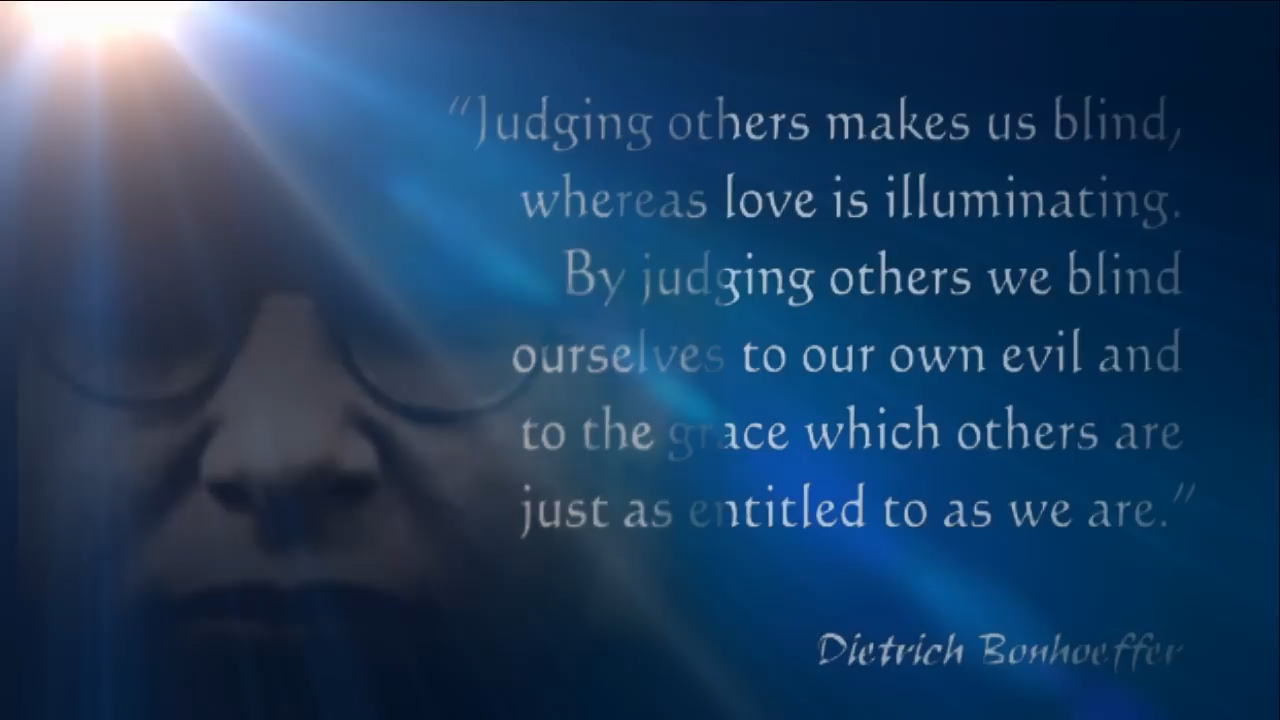 “Judging others makes us blind,
whereas love is illuminating.
By judging others we blind
ourselves to our own evil and
to the grace which others are
just as entitled to as we are.”
Dietrich Bonhoeffer